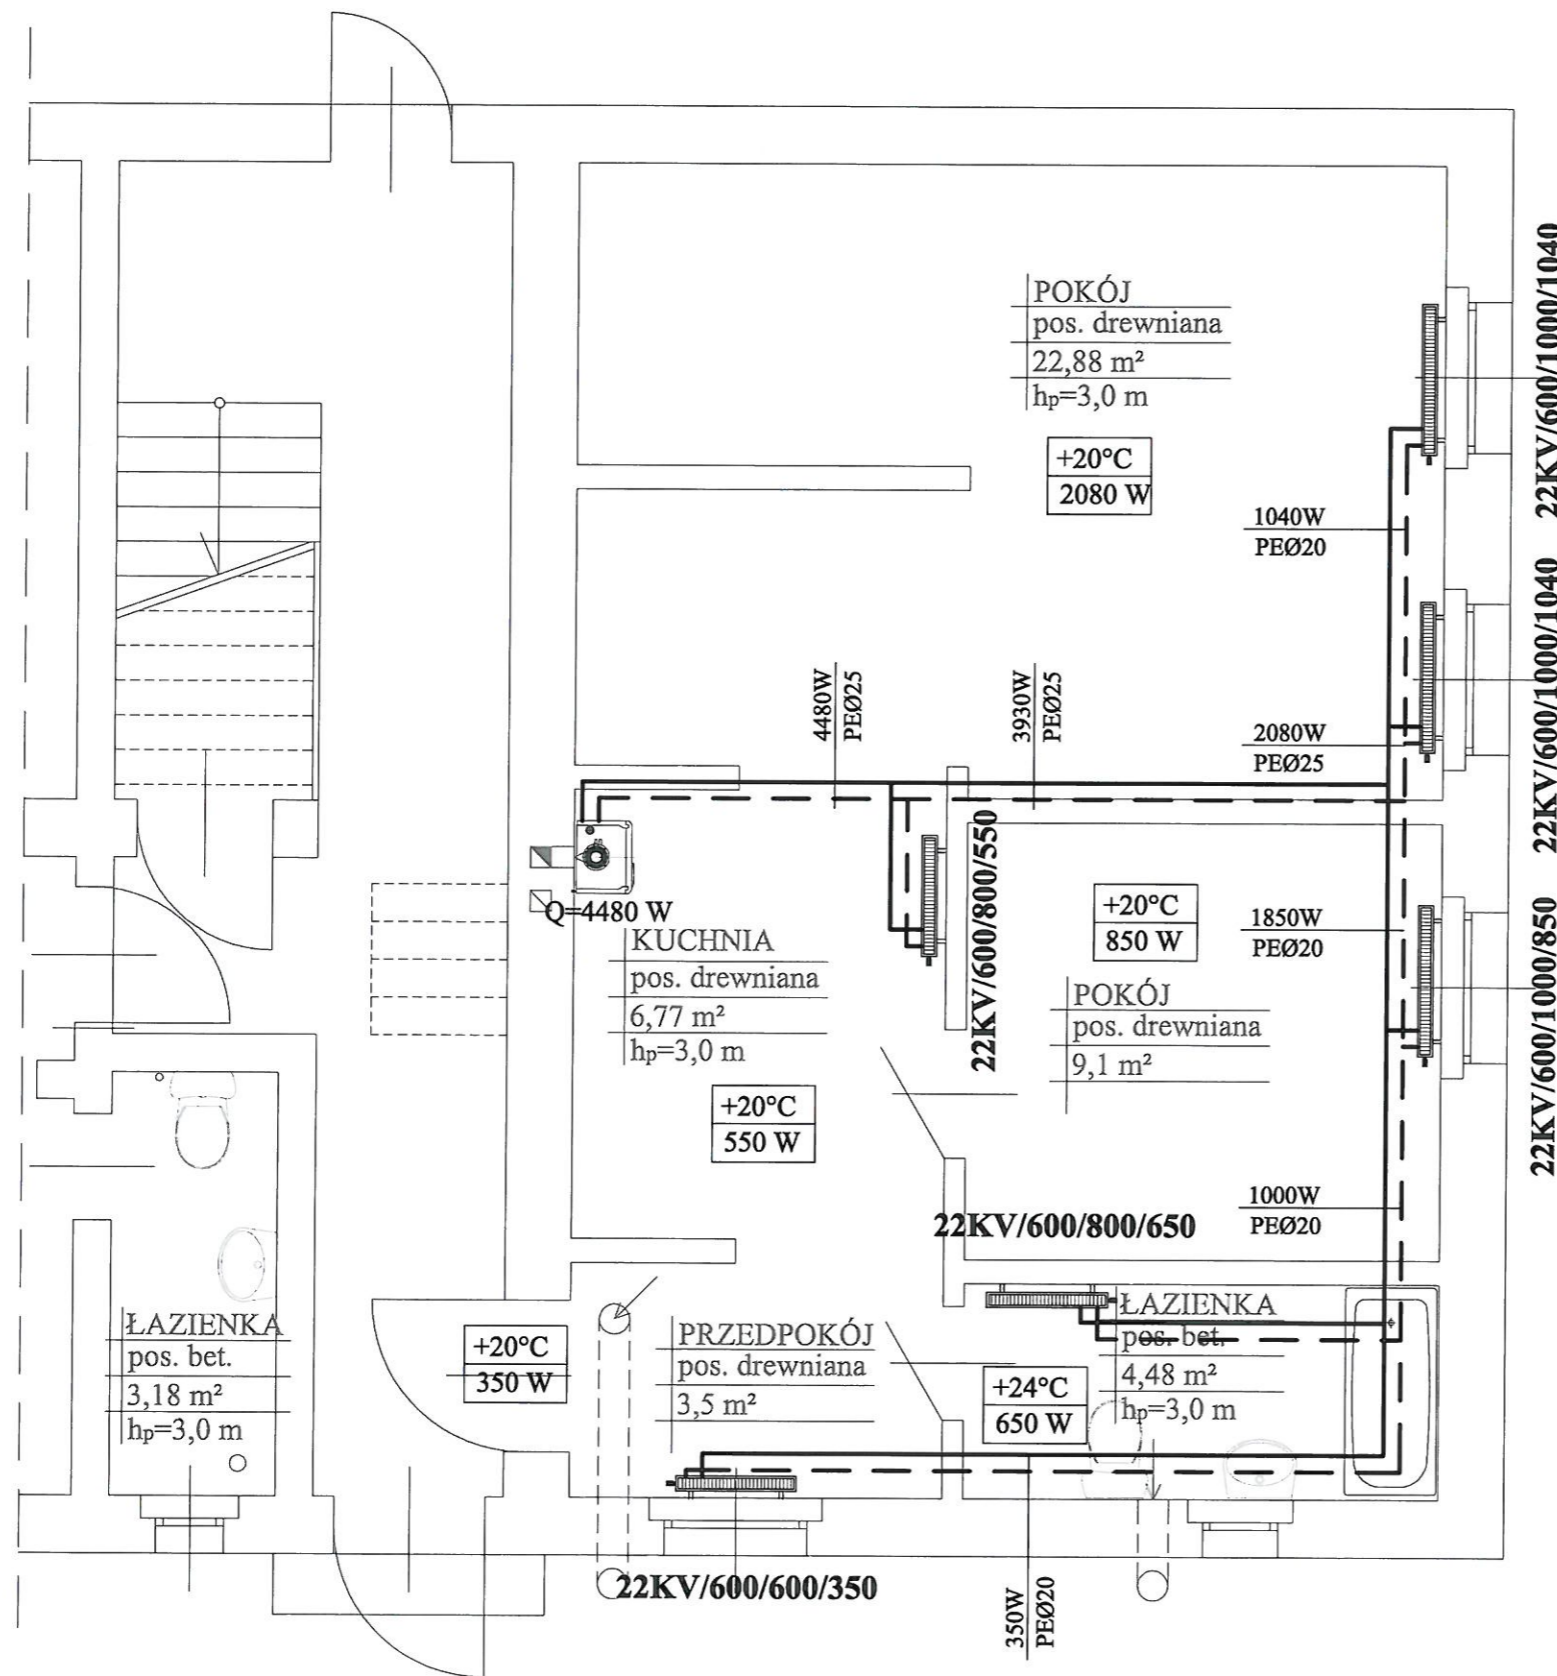 POKÓJ
pos. drewniana
22,88 m²
hp=3,0 m
+20°C
2080 W
22KV/600/1000/1040
1040W
PEØ20
22KV/600/1000/1040
4480W
PEØ25
3930W
PEØ25
2080W
PEØ25
22KV/600/800/550
Q=4480 W
KUCHNIA
pos. drewniana
6,77 m²
hp=3,0 m
+20°C
550 W
+20°C
850 W
POKÓJ
pos. drewniana
9,1 m²
1850W
PEØ20
22KV/600/1000/850
1000W
PEØ20
22KV/600/800/650
ŁAZIENKA
pos. bet.
3,18 m²
hp=3,0 m
+20°C
350 W
PRZEDPOKÓJ
pos. drewniana
3,5 m²
+24°C
650 W
ŁAZIENKA
pos. bet.
4,48 m²
hp=3,0 m
22KV/600/600/350
350W
PEØ20